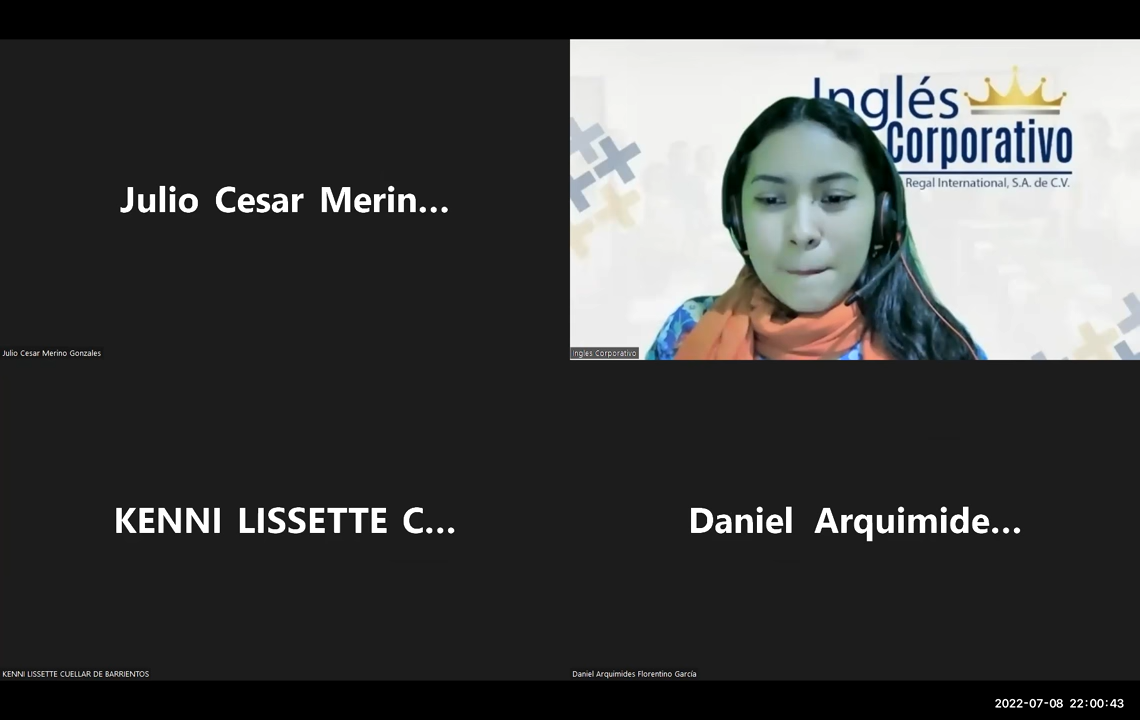 Julio Cesar Merin...
Julio Cesar Merino Gonzales
Inglés
Corporativo
Regal International, S.A. de C.V.
Inglés Corporativo
KENNI LISSETTE C...
KENNI LISSETTE CUELLAR DE BARRIENTOS
Daniel Arquimide...
Daniel Arquimides Florentino García
2022-07-08 22:00:43